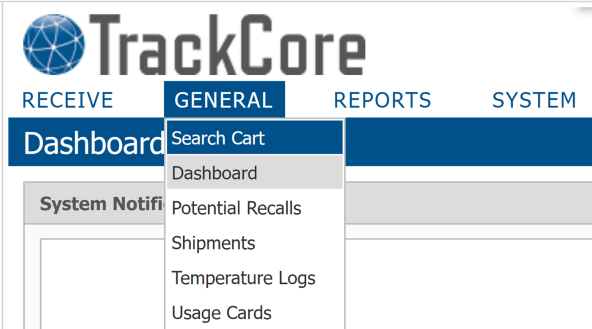 TrackCore
RECEIVE GENERAL REPORTS SYSTEM
Dashboard
Search Cart
Dashboard
System Notifi
Potential Recalls
Shipments
Temperature Logs
Usage Cards